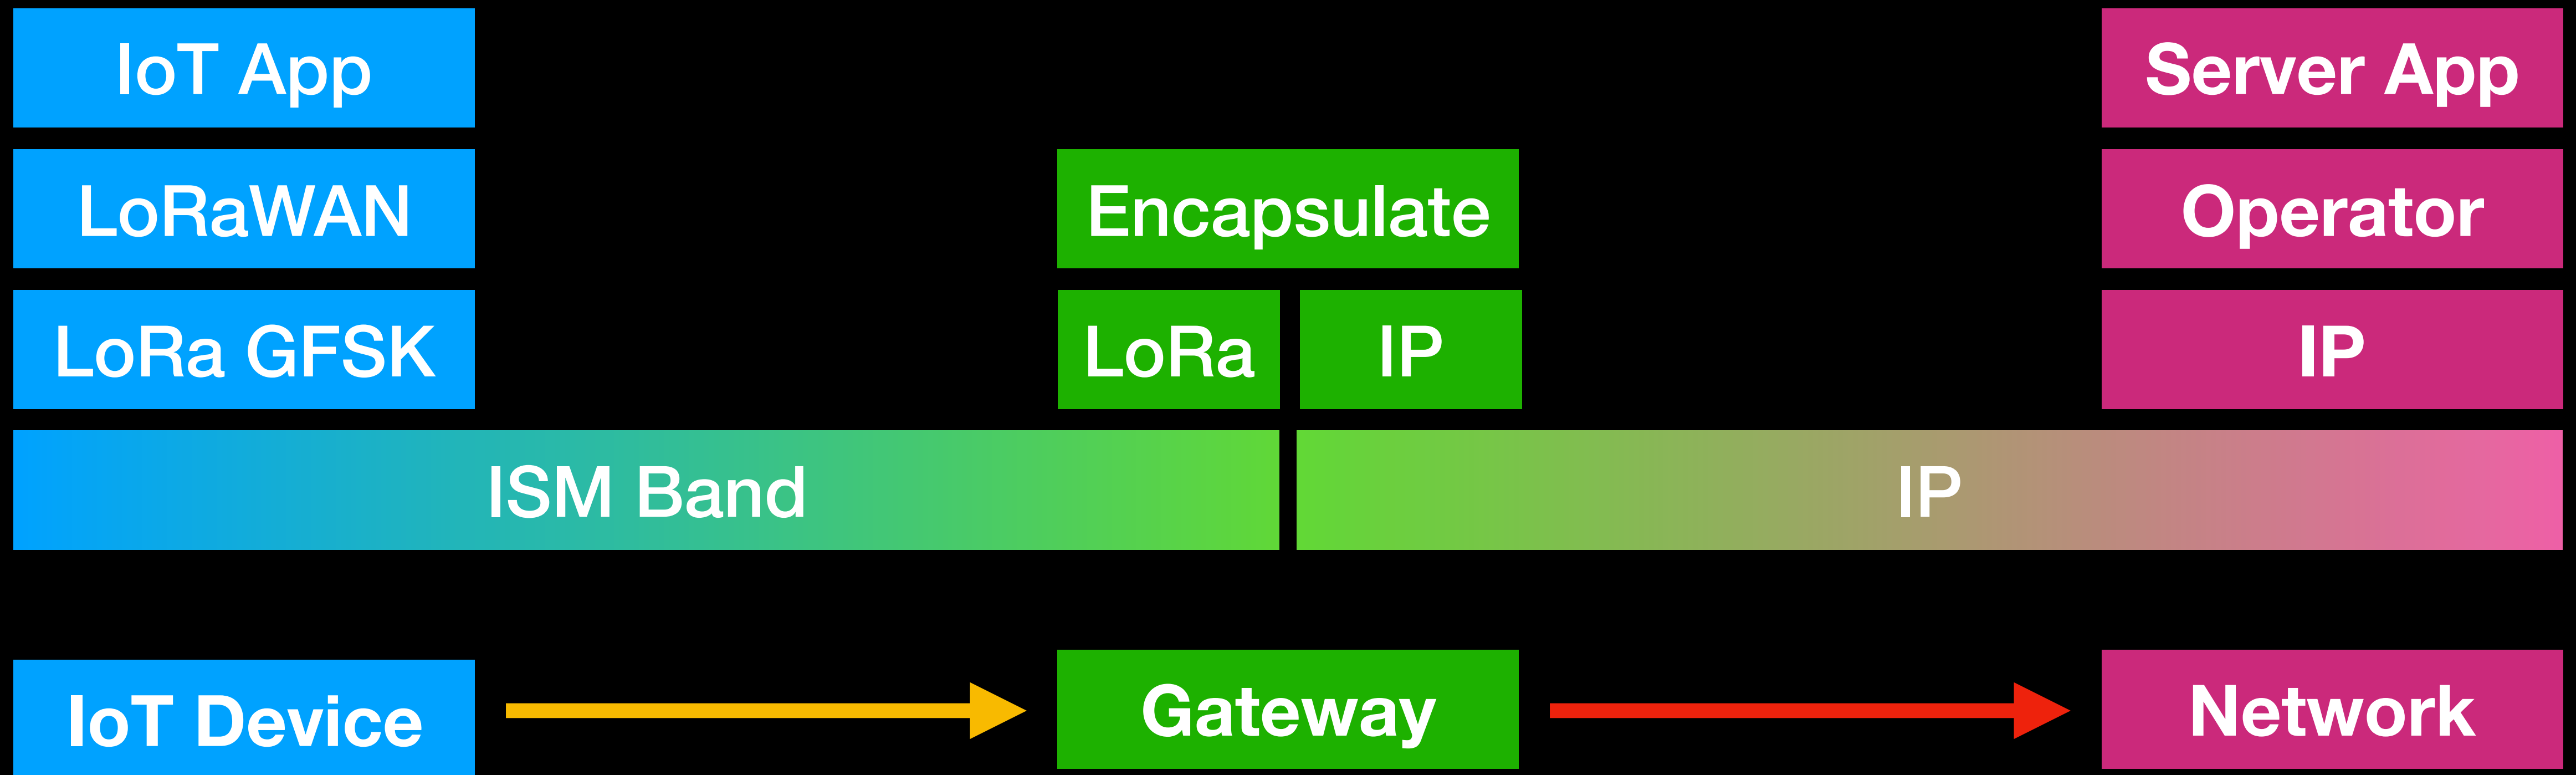 IoT App
Server App
LoRaWAN
Encapsulate
Operator
LoRa GFSK
LoRa
IP
IP
ISM Band
IP
IoT Device
Gateway
Network